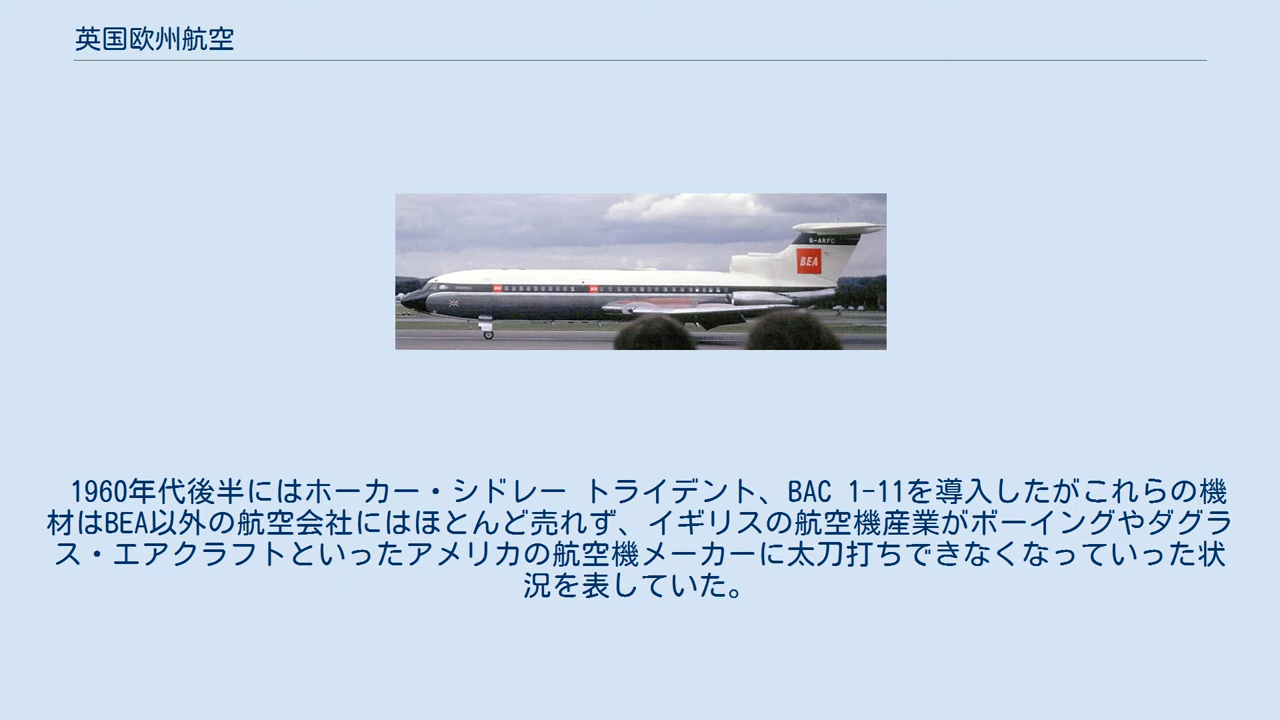 英国欧州航空
G-ARPC
BEA
1960年代後半にはホーカー・シドレー トライデント、BAC 1-11を導入したがこれらの機
材はBEA以外の航空会社にはほとんど売れず、イギリスの航空機産業がボーイングやダグラ
ス・エアクラフトといったアメリカの航空機メーカーに太刀打ちできなくなっていった状
況を表していた。